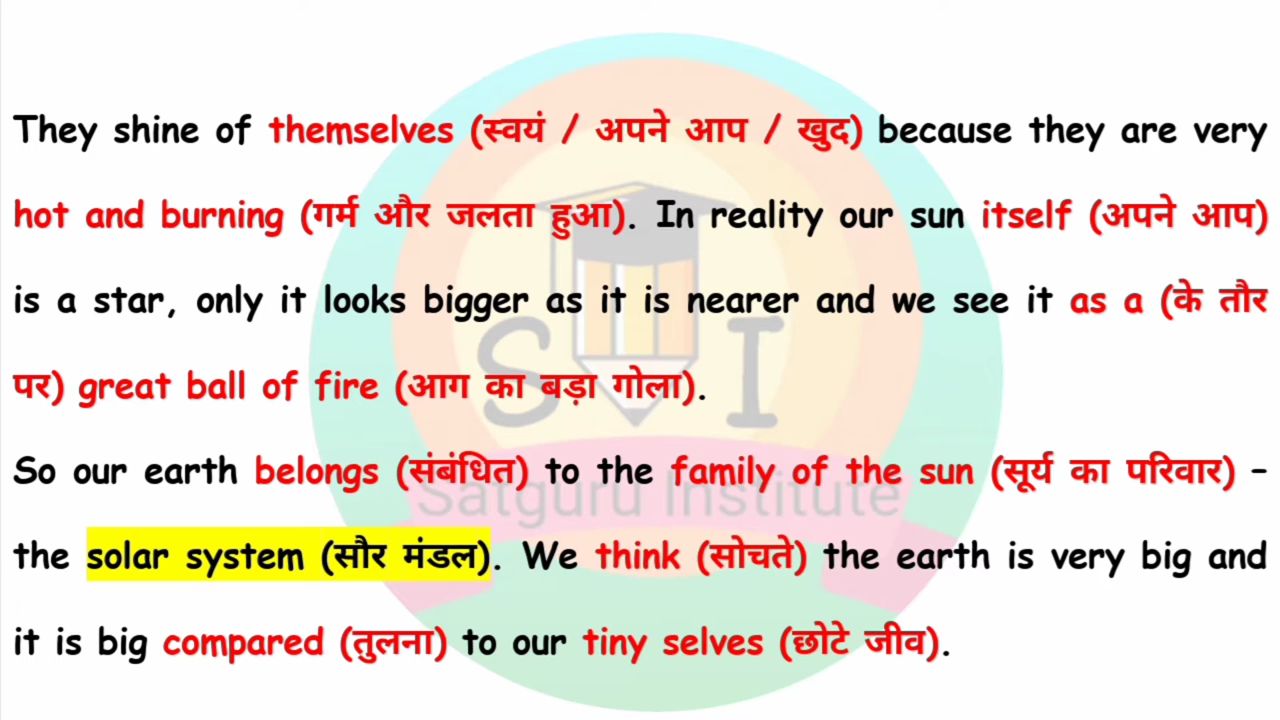 They shine of themselves (स्वयं / अपने आप / खुद) because they are very
hot and burning (गर्म और जलता हुआ). In reality our sun itself (अपने आप)
is a star, only it looks bigger as it is nearer and we see it as a (के तौर
पर) great ball of fire (आग का बड़ा गोला).
So our earth belongs (संबंधित) to the family of the sun (सूर्य का परिवार) –
the solar system (सौर मंडल). We think (सोचते) the earth is very big and
it is big compared (तुलना) to our tiny selves (छोटे जीव).
S I
Satguru Institute